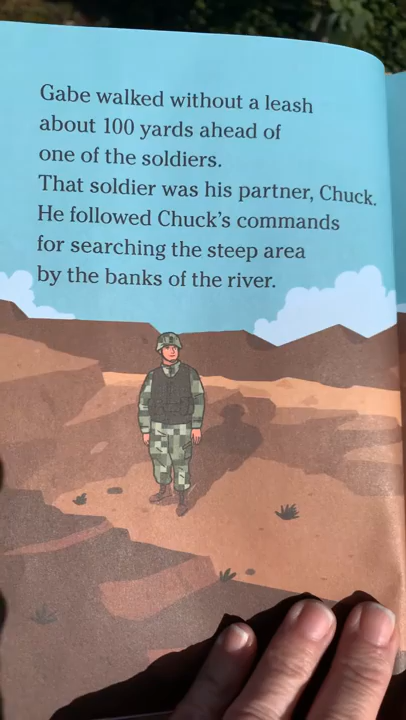 Gabe walked without a leash
about 100 yards ahead of
one of the soldiers.
That soldier was his partner, Chuck.
He followed Chuck's commands
for searching the steep area
by the banks of the river.